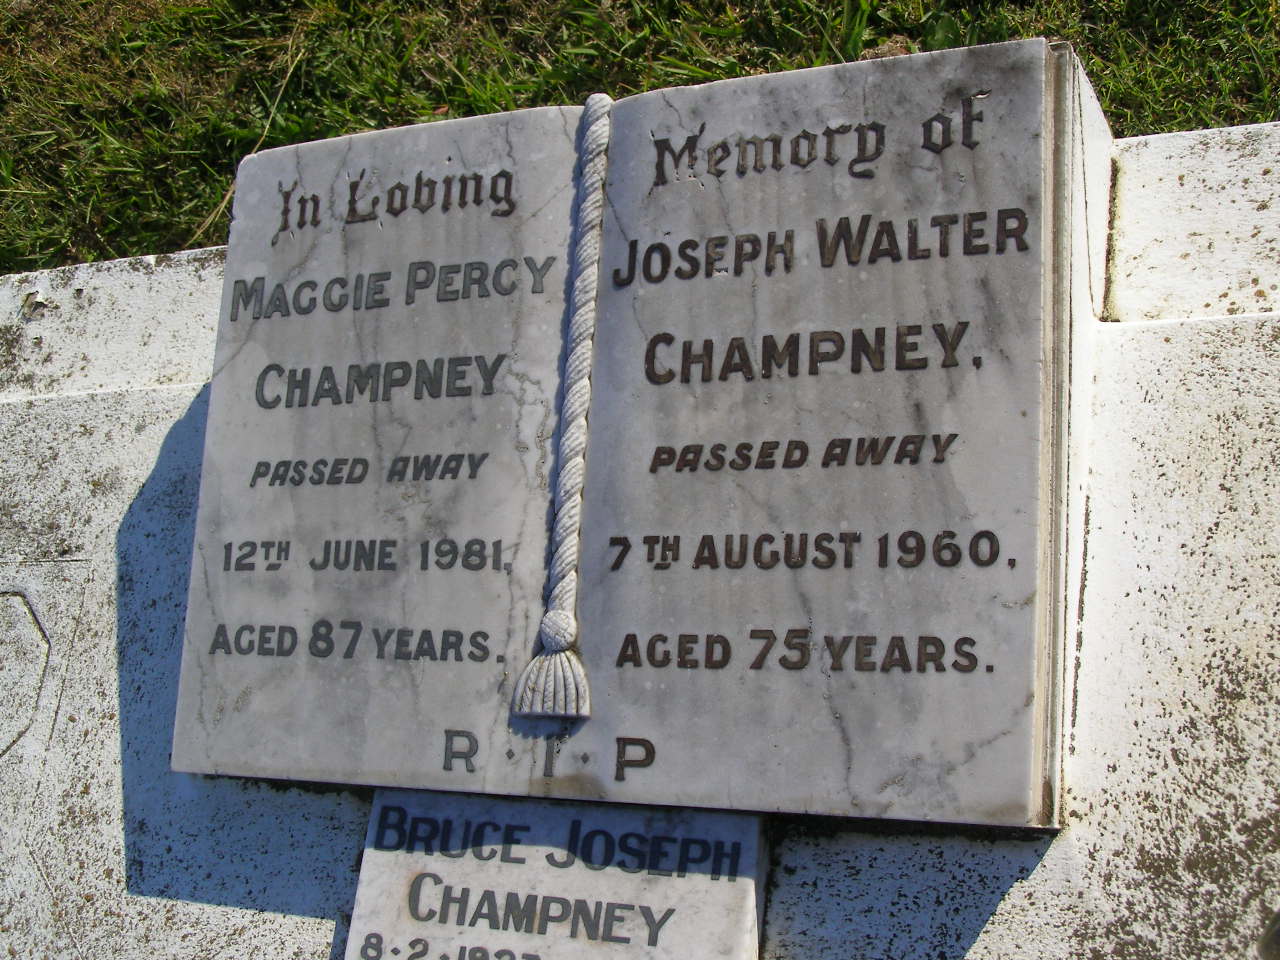 In Loving
MAGGIE PERCY
CHAMPNEY
PASSED AWAY
12TH JUNE 1981,
AGED 87 YEARS.
Memory of
JOSEPH WALTER
CHAMPNEY.
PASSED AWAY
7TH AUGUST 1960,
AGED 75 YEARS.
R·I·P
BRUCE JOSEPH
CHAMPNEY